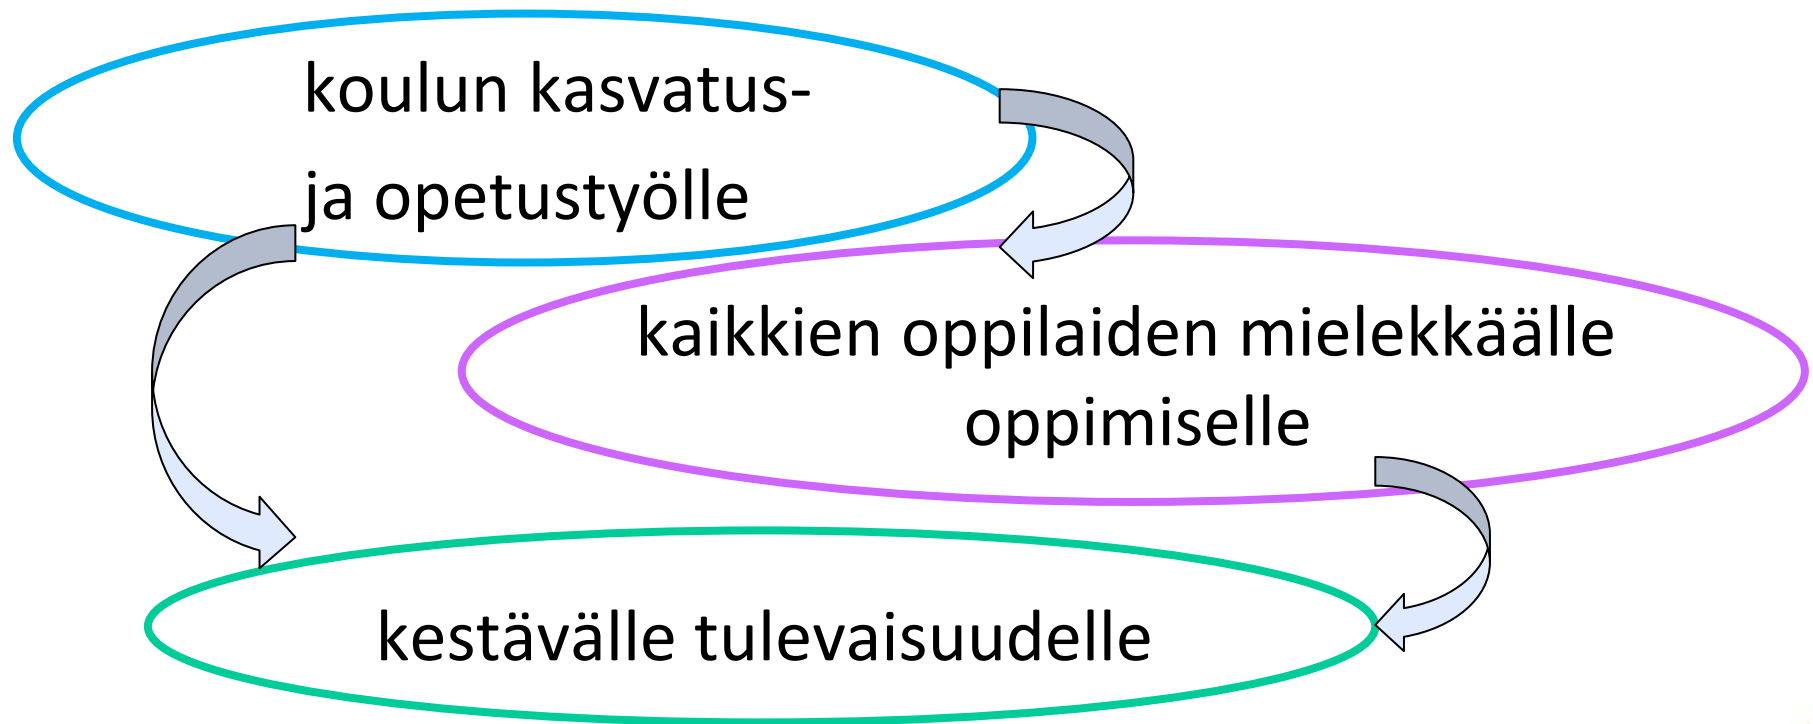 koulun kasvatus-
ja opetustyölle
kaikkien oppilaiden mielekkäälle
oppimiselle
kestävälle tulevaisuudelle